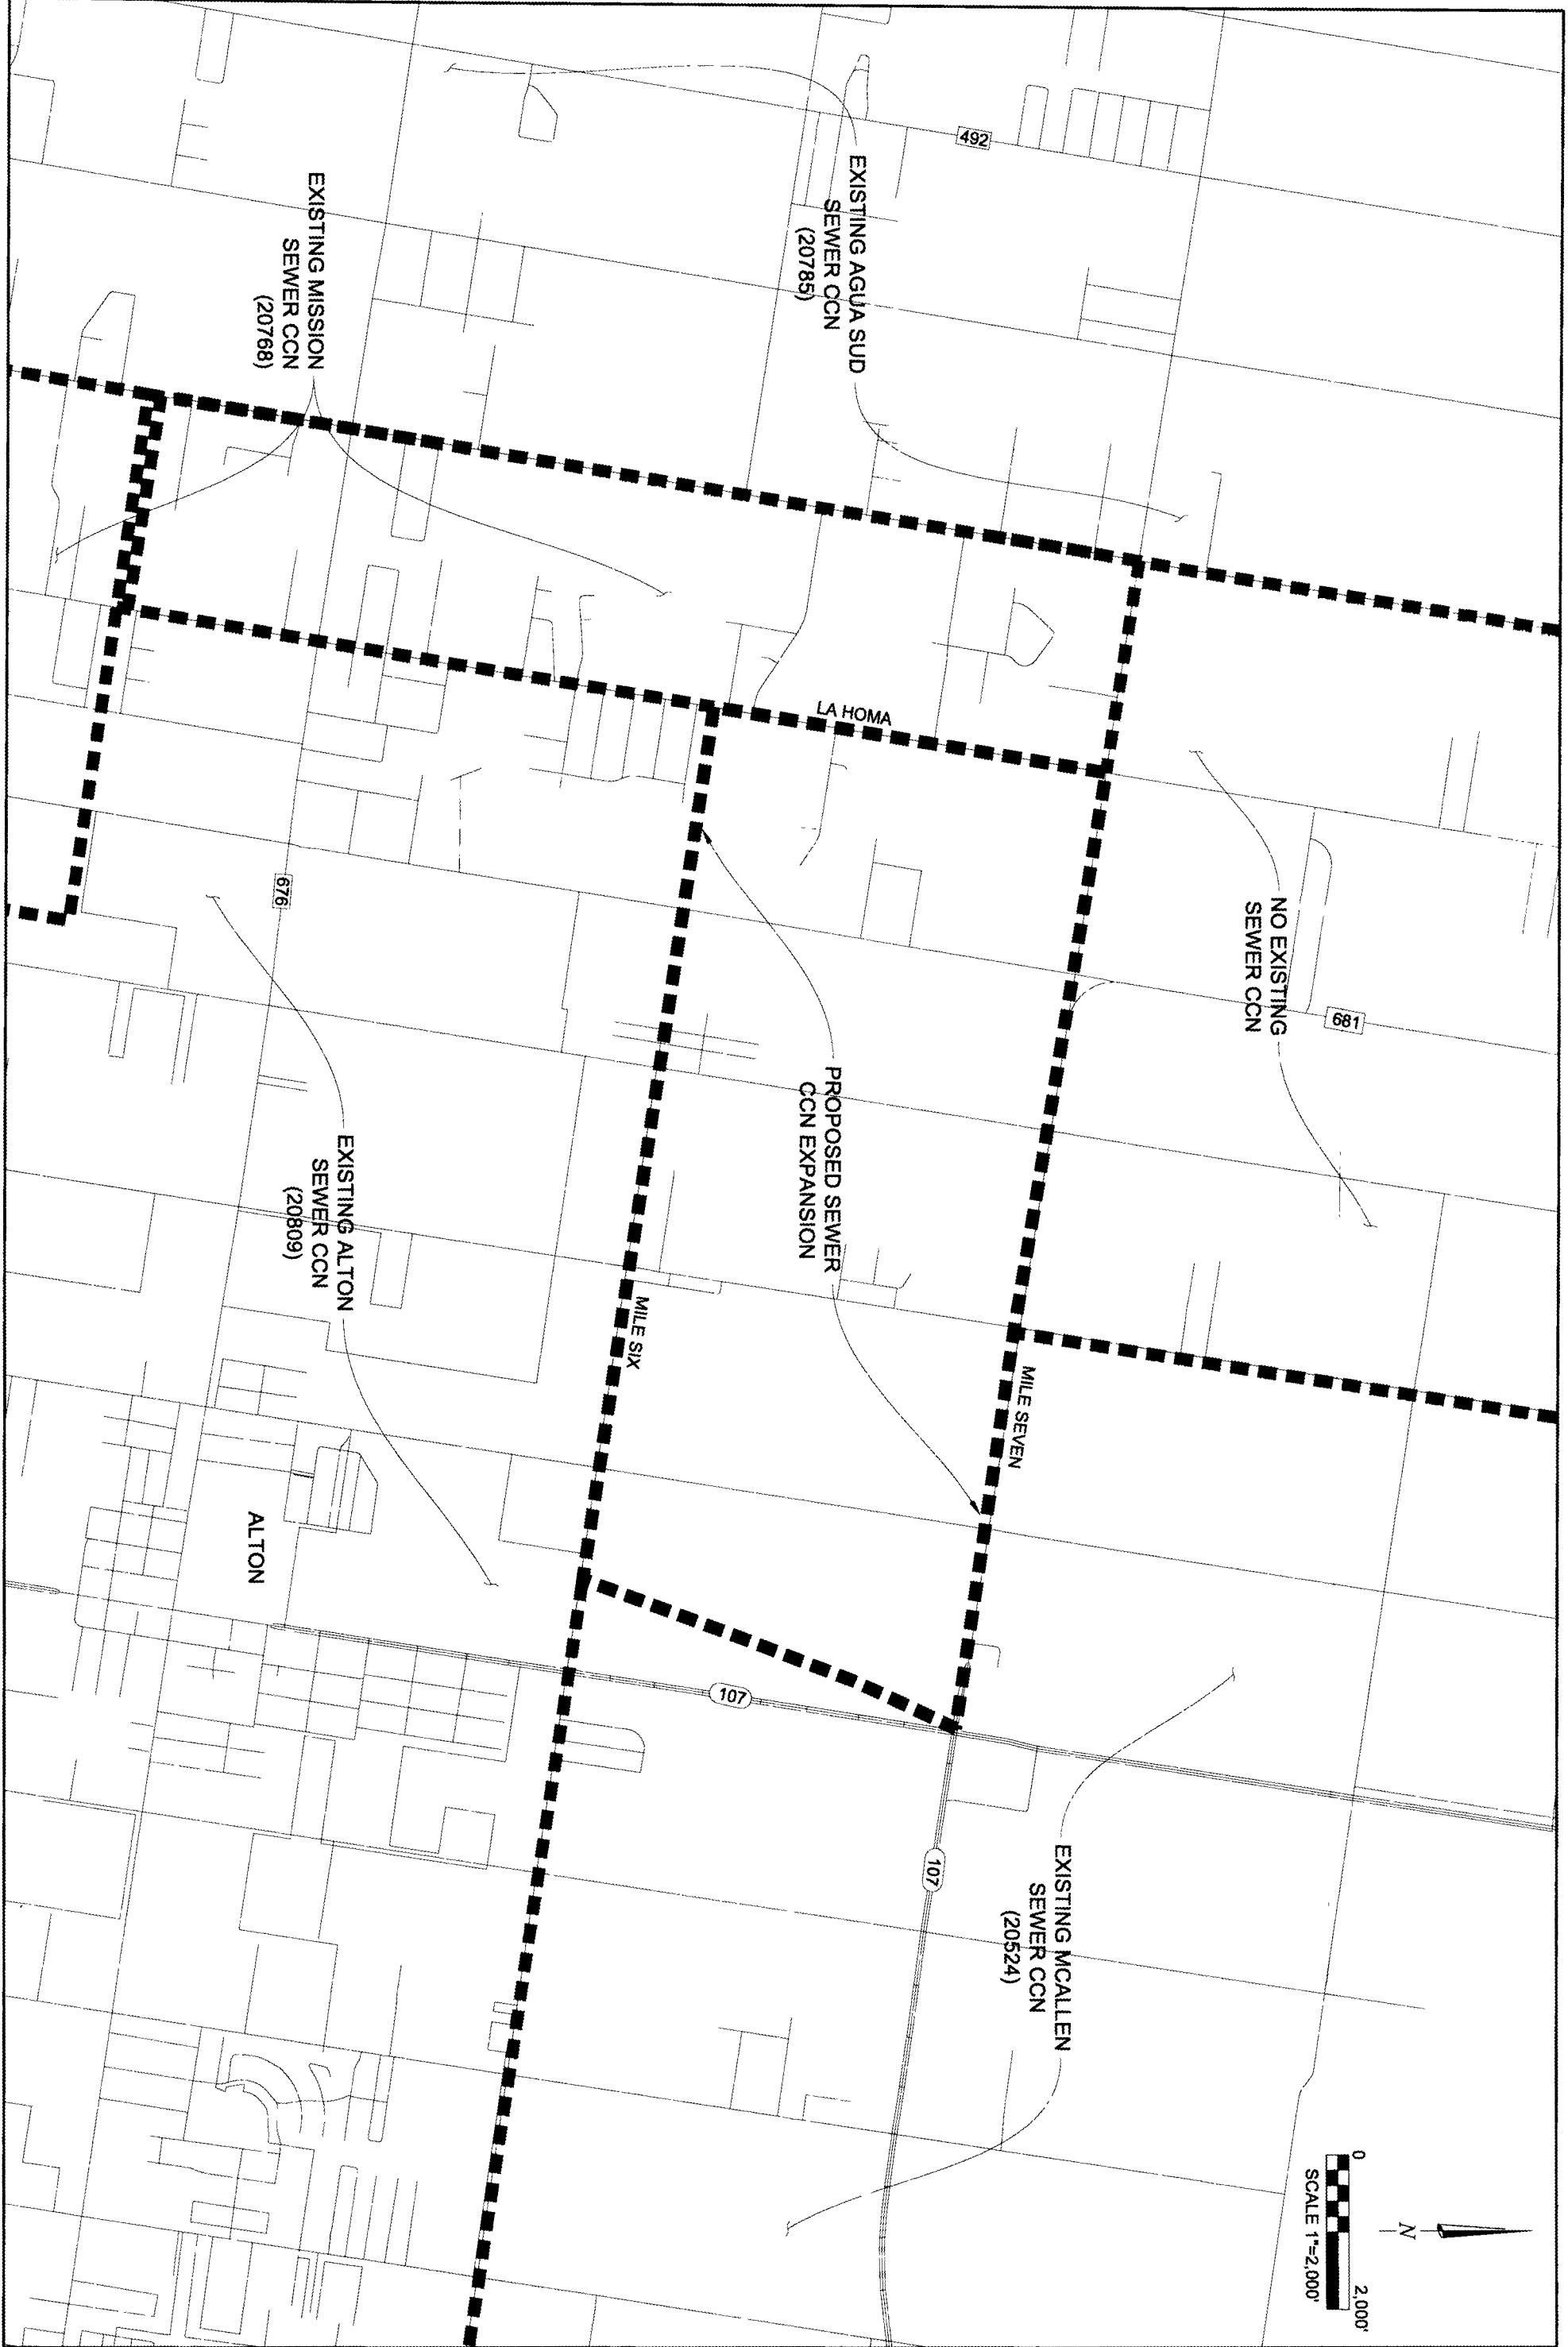 0
2,000'
SCALE 1"=2,000'
N
492
EXISTING AGUA SUD
SEWER CCN
(20785)
NO EXISTING
SEWER CCN
681
EXISTING MCALLEN
SEWER CCN
(20524)
MILE SEVEN
LA HOMA
PROPOSED SEWER
CCN EXPANSION
107
107
MILE SIX
EXISTING MISSION
SEWER CCN
(20768)
676
EXISTING ALTON
SEWER CCN
(20809)
ALTON